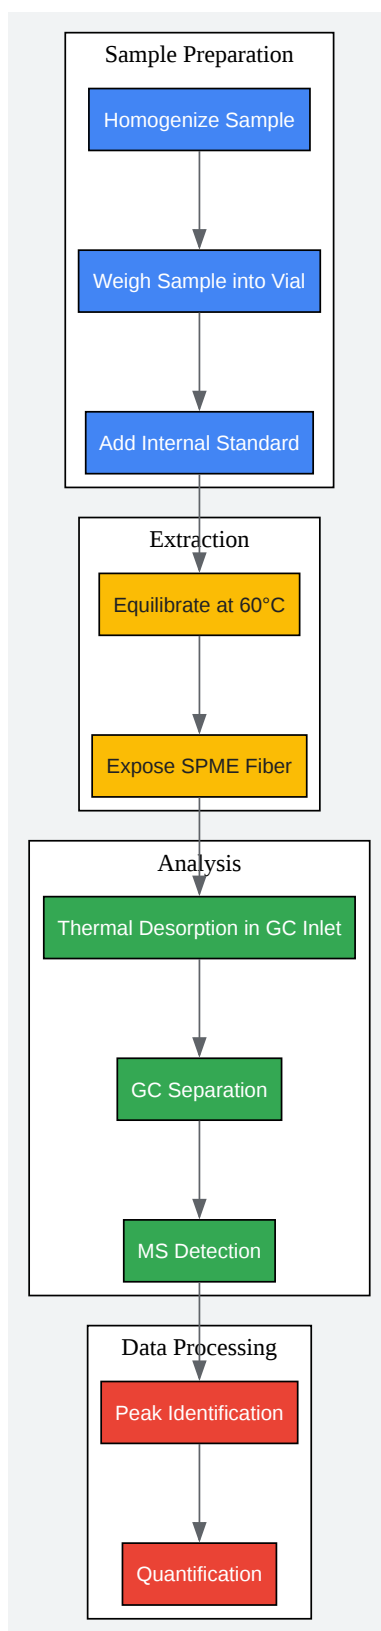 Sample Preparation
Homogenize Sample
Weigh Sample into Vial
Add Internal Standard
Extraction
Equilibrate at 60°C
Expose SPME Fiber
Analysis
Thermal Desorption in GC Inlet
GC Separation
MS Detection
Data Processing
Peak Identification
Quantification